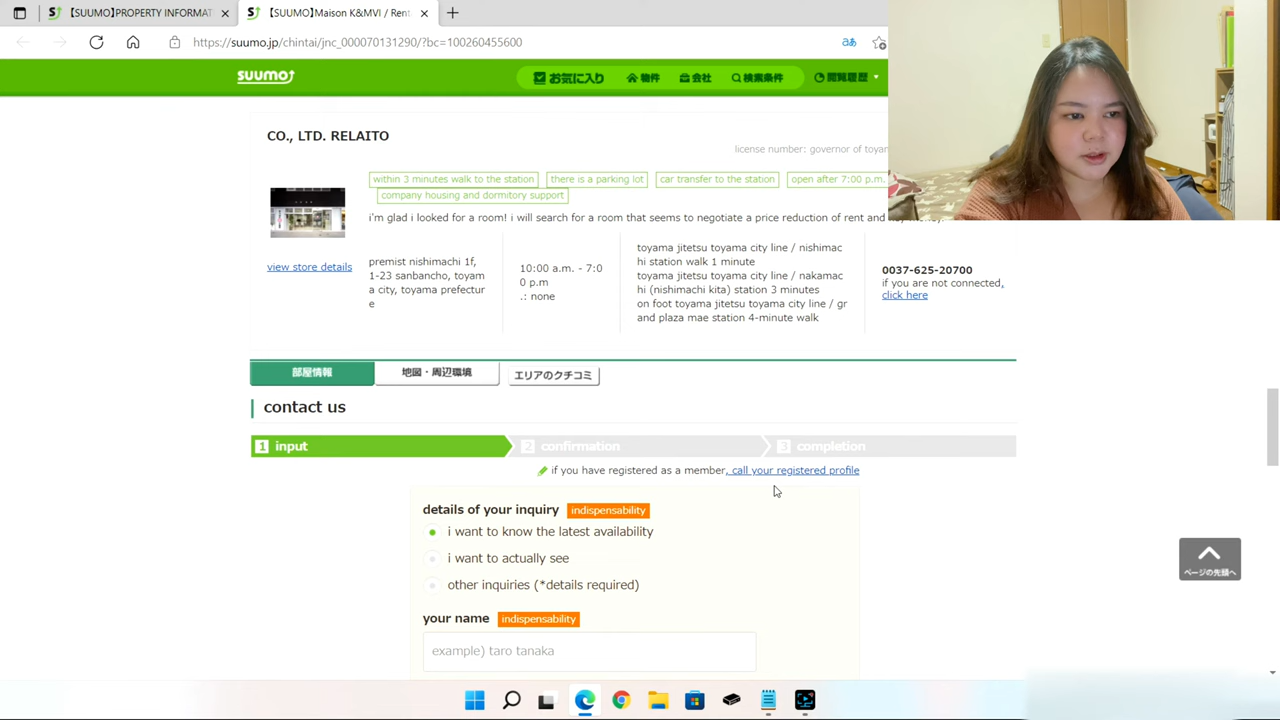 【SUUMO】PROPERTY INFORMAT
【SUUMO】Maison K&MVI / Rent
https://suumo.jp/chintai/jnc_000070131290/?bc=100260455600
SUUMO
お気に入り
物件
会社
検索条件
閲覧履歴
CO., LTD. RELAITO
license number: governor of toyam
within 3 minutes walk to the station
there is a parking lot
car transfer to the station
open after 7:00 p.m.
company housing and dormitory support
i'm glad i looked for a room! i will search for a room that seems to negotiate a price reduction of rent and key money.
view store details
premist nishimachi 1f,
1-23 sanbancho, toyam
a city, toyama prefectur
e
10:00 a.m. - 7:0
0 p.m
.: none
toyama jitetsu toyama city line / nishimac
hi station walk 1 minute
toyama jitetsu toyama city line / nakamac
hi (nishimachi kita) station 3 minutes
on foot toyama jitetsu toyama city line / gr
and plaza mae station 4-minute walk
0037-625-20700
if you are not connected,
click here
部屋情報
地図・周辺環境
エリアのクチコミ
contact us
1 input
2 confirmation
3 completion
if you have registered as a member, call your registered profile
details of your inquiry
indispensability
i want to know the latest availability
i want to actually see
other inquiries (*details required)
your name
indispensability
example) taro tanaka
ページの先頭へ